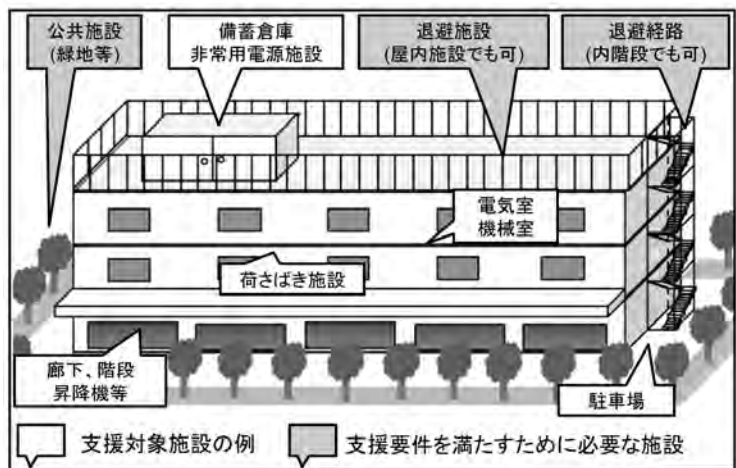 公共施設
(緑地等)
備蓄倉庫
非常用電源施設
退避施設
(屋内施設でも可)
退避経路
(内階段でも可)
電気室
機械室
荷さばき施設
廊下、階段
昇降機等
駐車場
支援対象施設の例
支援要件を満たすために必要な施設